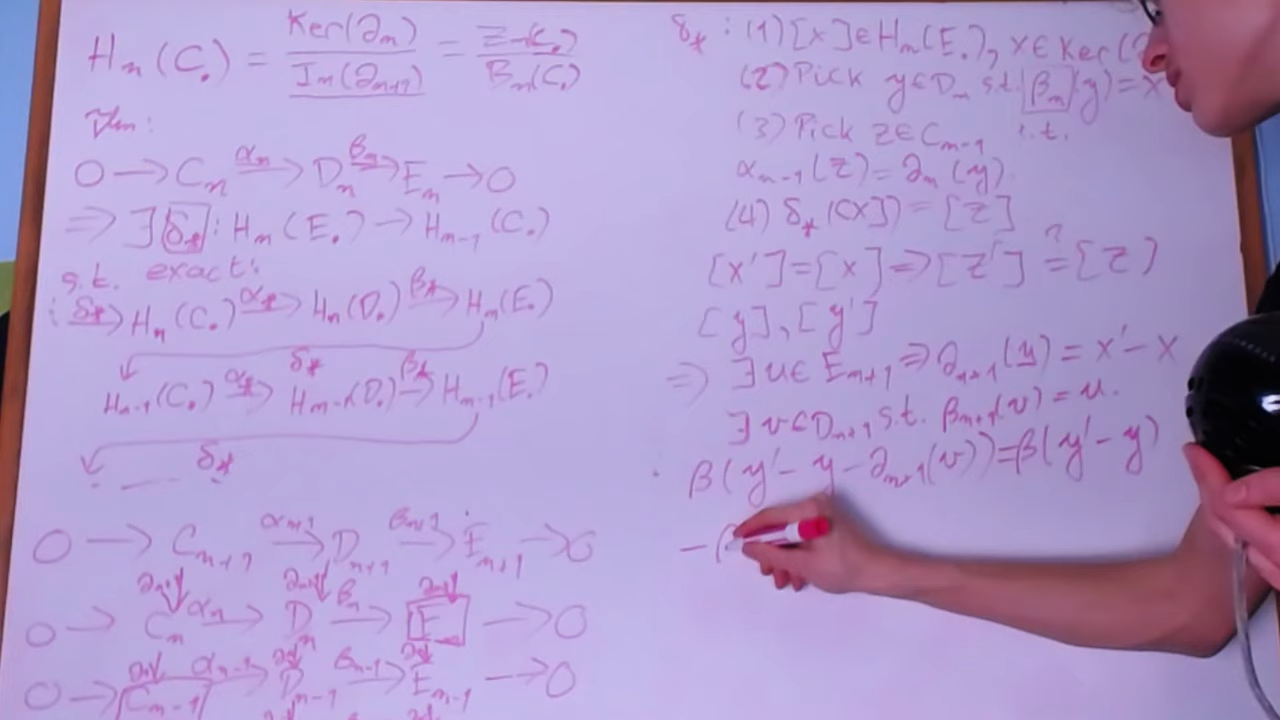 Hₙ(C.) = Ker(∂ₙ) / Im(∂ₙ₊₁) = Zₙ(C.) / Bₙ(C.)
Thm:
0 → Cₙ —αₙ→ Dₙ —βₙ→ Eₙ → 0
⇒ ∃ δ* : Hₙ(E.) → Hₙ₋₁(C.)
s.t. exact:
δ*→ Hₙ(C.) —α*→ Hₙ(D.) —β*→ Hₙ(E.)
δ*
Hₙ₋₁(C.) —α*→ Hₙ₋₁(D.) —β*→ Hₙ₋₁(E.)
δ*
0 → Cₙ₊₁ —αₙ₊₁→ Dₙ₊₁ —βₙ₊₁→ Eₙ₊₁ → 0
∂ₙ₊₁↓ ∂ₙ₊₁↓ ∂ₙ₊₁↓
0 → Cₙ —αₙ→ Dₙ —βₙ→ Eₙ → 0
∂ₙ↓ ∂ₙ↓ ∂ₙ↓
0 → Cₙ₋₁ —αₙ₋₁→ Dₙ₋₁ —βₙ₋₁→ Eₙ₋₁ → 0
δ* : (1) [x] ∈ Hₙ(E.), x ∈ Ker(∂
(2) Pick y ∈ Dₙ s.t. βₙ(y) = x
(3) Pick z ∈ Cₙ₋₁ s.t.
αₙ₋₁(z) = ∂ₙ(y)
(4) δ*([x]) = [z]
[x'] = [x] ⇒ [z'] ≟ [z]
[y], [y']
⇒ ∃ u ∈ Eₙ₊₁ ⇒ ∂ₙ₊₁(u) = x' − x
∃ v ∈ Dₙ₊₁ s.t. βₙ₊₁(v) = u.
β(y' − y − ∂ₙ₊₁(v)) = β(y' − y)
− (